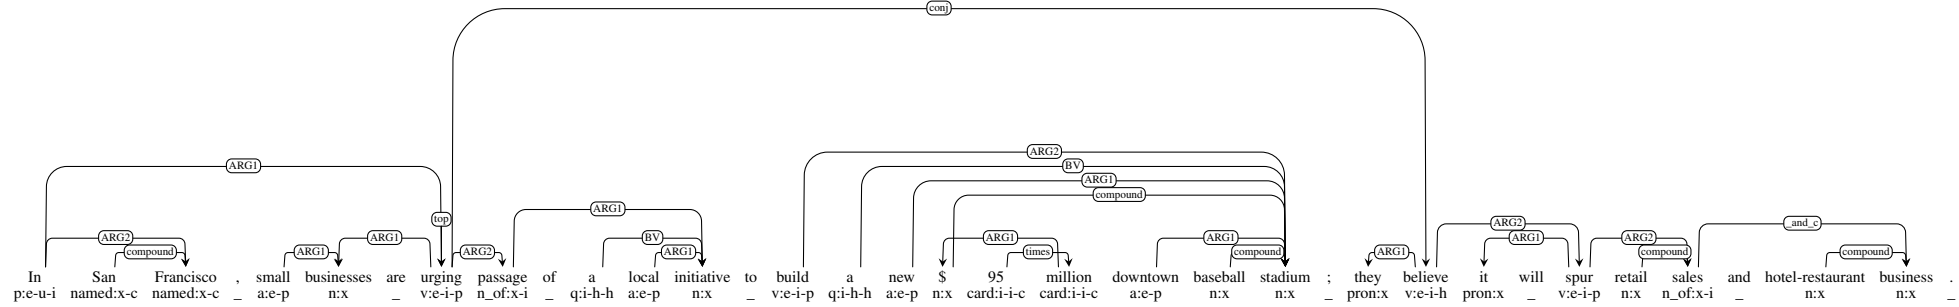 conj
ARG2
BV
ARG1
ARG1 compound
top ARG1
ARG2 ARG1 BV ARG1 ARG1 ARG2 ARG1 ARG2 _and_c
compound ARG1 ARG2 ARG1 times compound ARG1 compound compound
In San Francisco , small businesses are urging passage of a local initiative to build a new $ 95 million downtown baseball stadium ; they believe it will spur retail sales and hotel-restaurant business .
p:e-u-i named:x-c named:x-c _ a:e-p n:x _ v:e-i-p n_of:x-i _ q:i-h-h a:e-p n:x _ v:e-i-p q:i-h-h a:e-p n:x card:i-i-c card:i-i-c a:e-p n:x n:x _ pron:x v:e-i-h pron:x _ v:e-i-p n:x n_of:x-i _ n:x n:x _